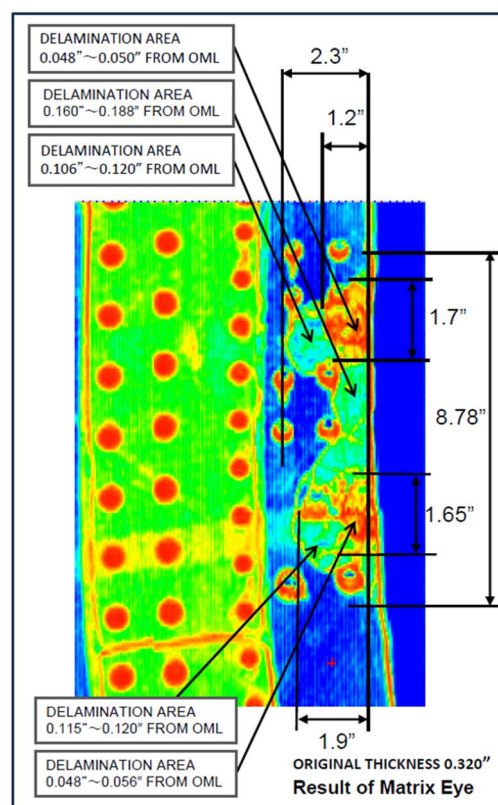 DELAMINATION AREA
0.048"~0.050" FROM OML
DELAMINATION AREA
0.160"~0.188" FROM OML
DELAMINATION AREA
0.106"~0.120" FROM OML
2.3"
1.2"
1.7"
8.78"
1.65"
DELAMINATION AREA
0.115"~0.120" FROM OML
DELAMINATION AREA
0.048"~0.056" FROM OML
1.9"
ORIGINAL THICKNESS 0.320"
Result of Matrix Eye